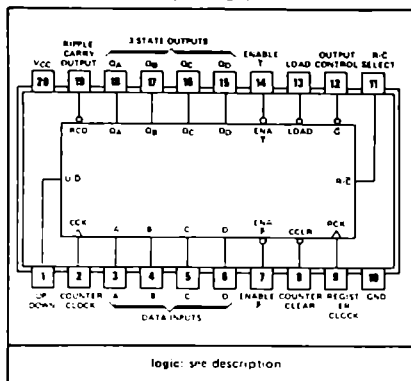 3 STATE OUTPUTS
RIPPLE CARRY OUTPUT
ENABLE T
OUTPUT CONTROL
R/C SELECT
VCC QA QB QC QD LOAD
20 19 18 17 16 15 14 13 12 11
RCO QA QB QC QD ENA T LOAD G
U/D R/C
CCK A B C D ENA P CCLR RCK
1 2 3 4 5 6 7 8 9 10
UP DOWN
COUNTER CLOCK
A B C D
DATA INPUTS
ENABLE P
COUNTER CLEAR
REGIST ER CLOCK
GND
logic: see description